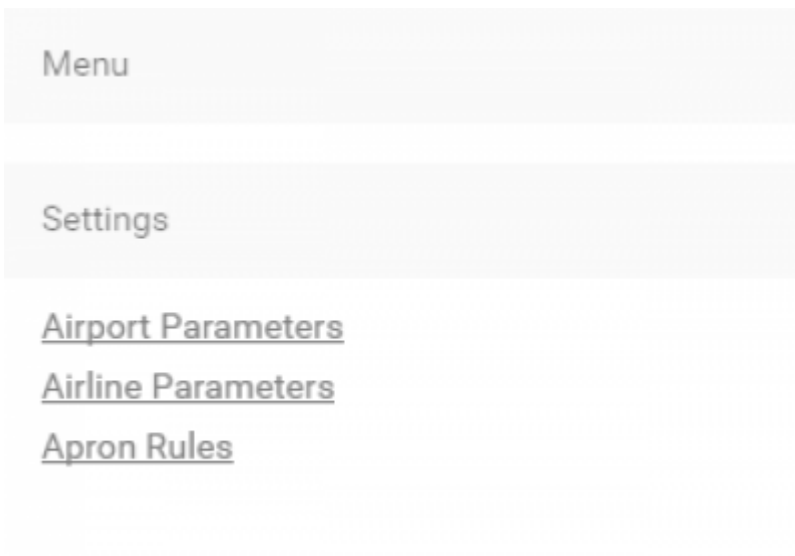 Menu
Settings
Airport Parameters
Airline Parameters
Apron Rules